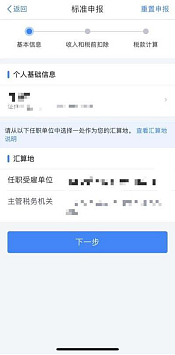 返回 标准申报 重置申报
基本信息 收入和税前扣除 税款计算
个人基础信息
请从以下任职单位中选择一处作为您的汇算地。查看汇算地
说明
汇算地
任职受雇单位
主管税务机关
下一步